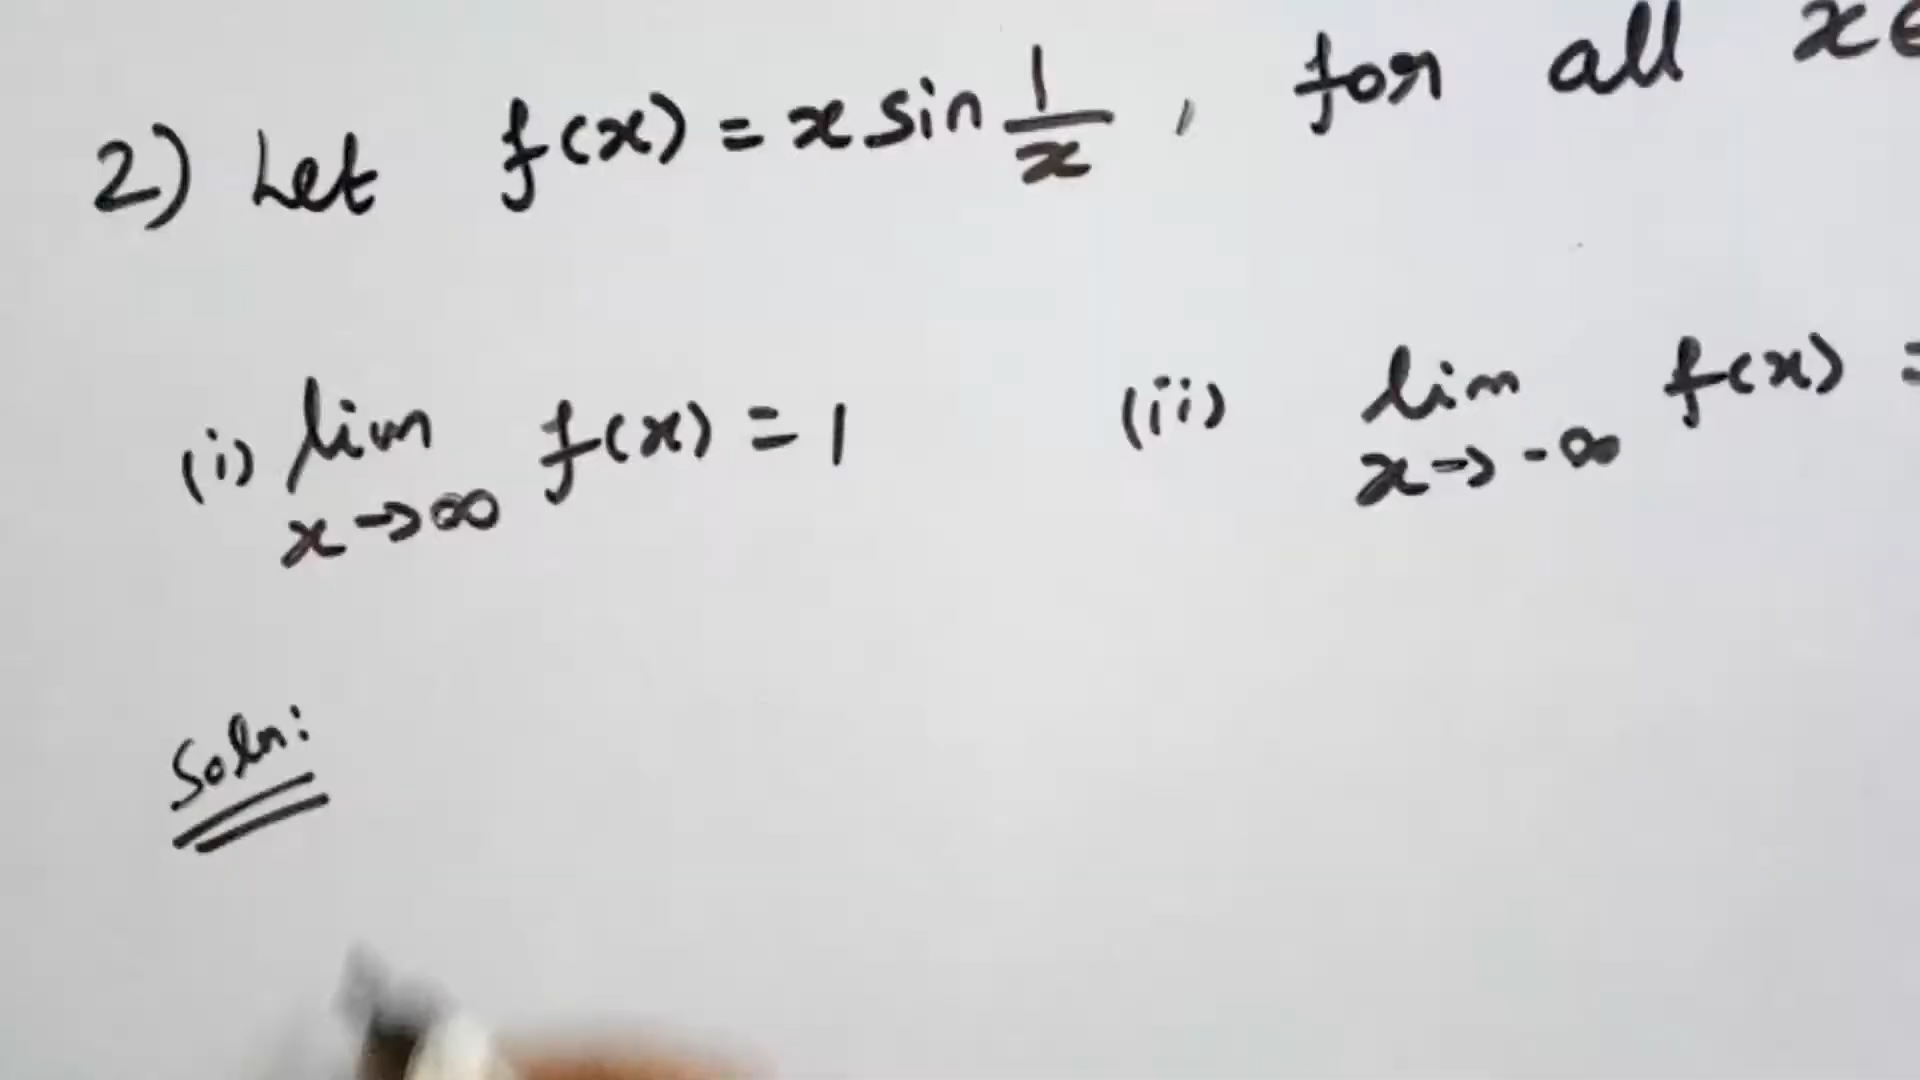 2) Let f(x) = x sin 1/x , for all x∈
(i) lim x→∞ f(x) = 1 (ii) lim x→-∞ f(x) =
Soln: